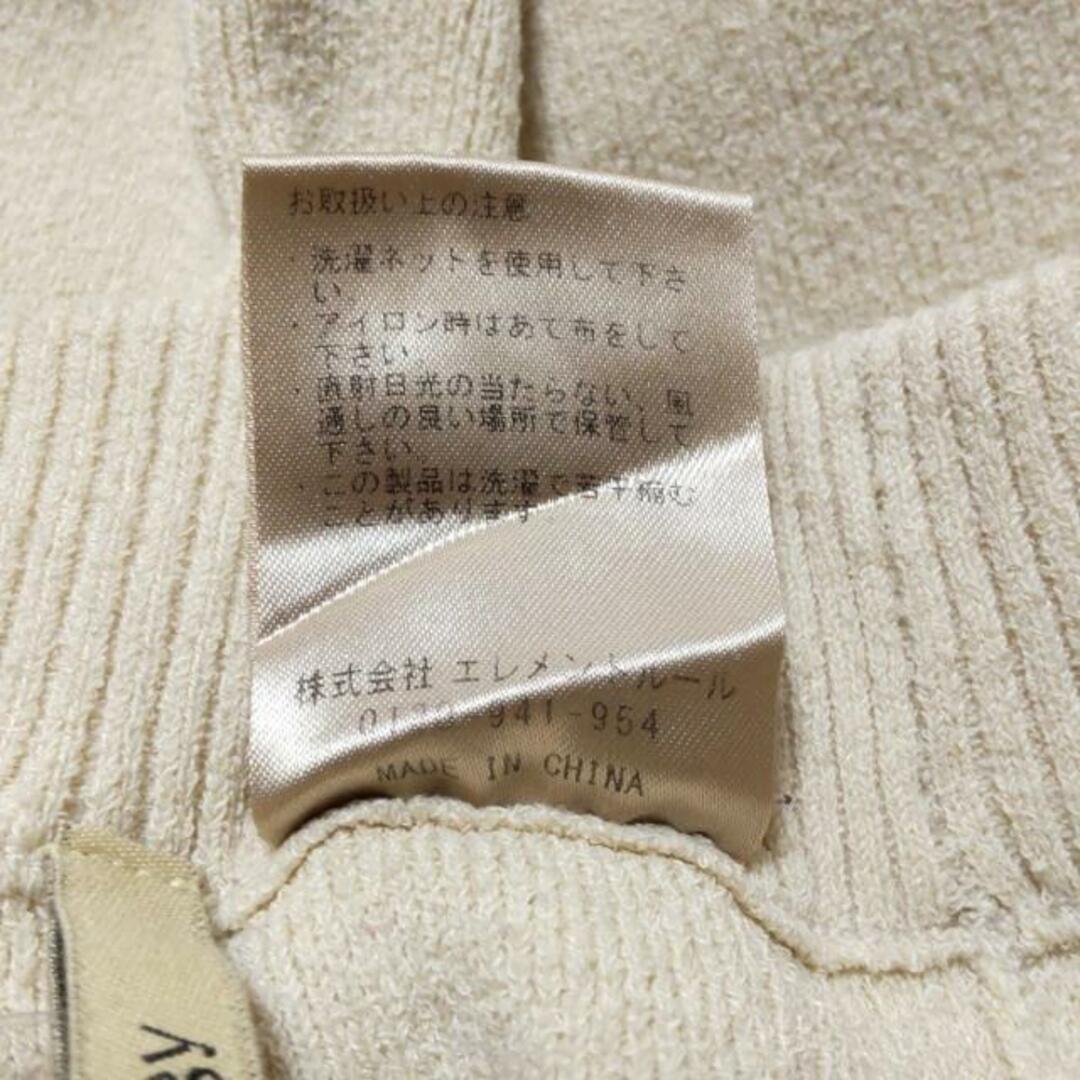 お取扱い上の注意
・洗濯ネットを使用して下さ
い。
・アイロン時はあて布をして
下さい。
・直射日光の当たらない、風
通しの良い場所で保管して
下さい。
・この製品は洗濯で若干縮む
ことがあります。
株式会社 エレメントルール
941-954
MADE IN CHINA